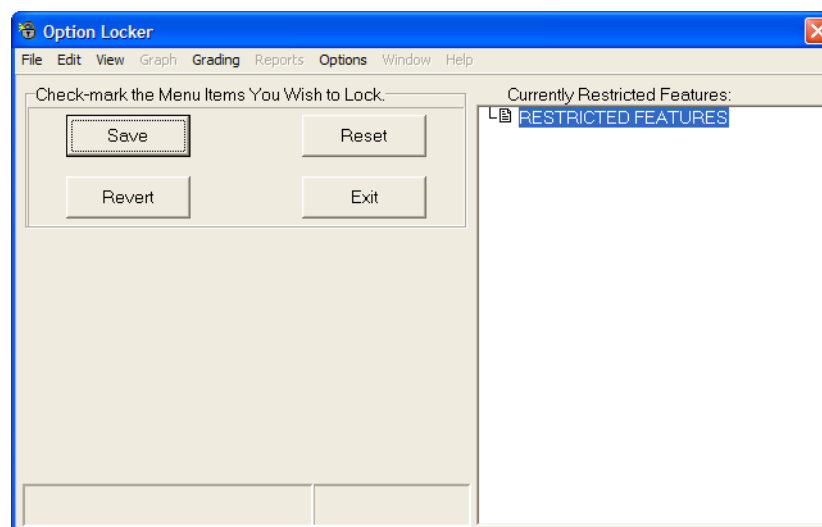 Option Locker
File Edit View Graph Grading Reports Options Window Help
Check-mark the Menu Items You Wish to Lock.
Save
Reset
Revert
Exit
Currently Restricted Features:
RESTRICTED FEATURES